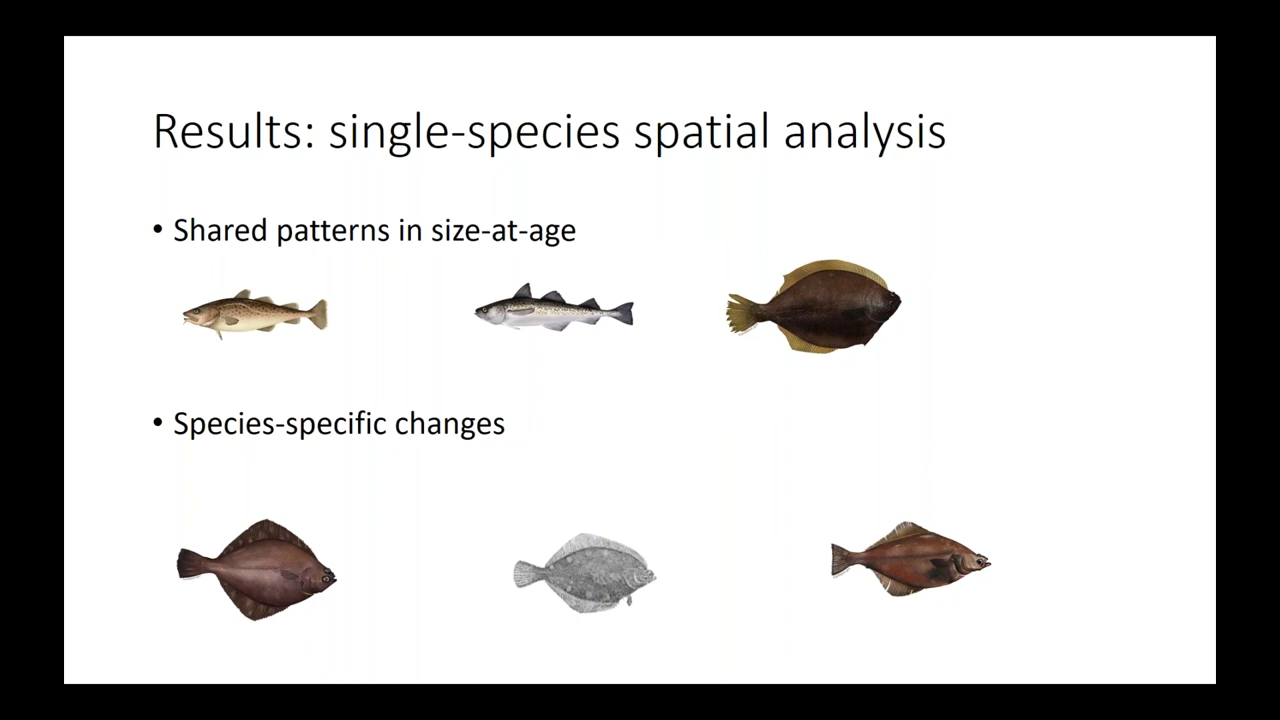 Results: single-species spatial analysis
• Shared patterns in size-at-age
• Species-specific changes